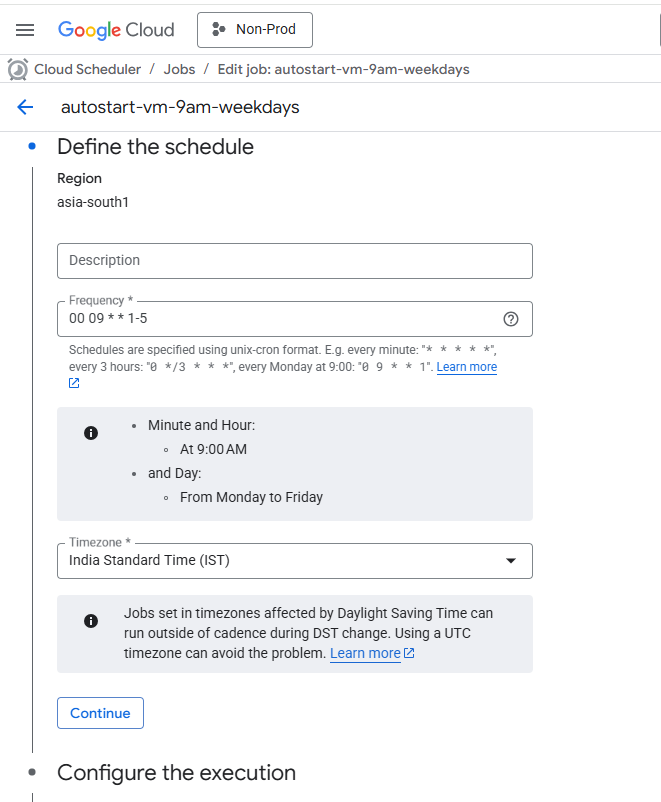 Google Cloud
Non-Prod
Cloud Scheduler / Jobs / Edit job: autostart-vm-9am-weekdays
autostart-vm-9am-weekdays
Define the schedule
Region
asia-south1
Description
Frequency *
00 09 * * 1-5
Schedules are specified using unix-cron format. E.g. every minute: "* * * * *",
every 3 hours: "0 */3 * * *", every Monday at 9:00: "0 9 * * 1". Learn more
Minute and Hour:
At 9:00 AM
and Day:
From Monday to Friday
Timezone *
India Standard Time (IST)
Jobs set in timezones affected by Daylight Saving Time can
run outside of cadence during DST change. Using a UTC
timezone can avoid the problem. Learn more
Continue
Configure the execution